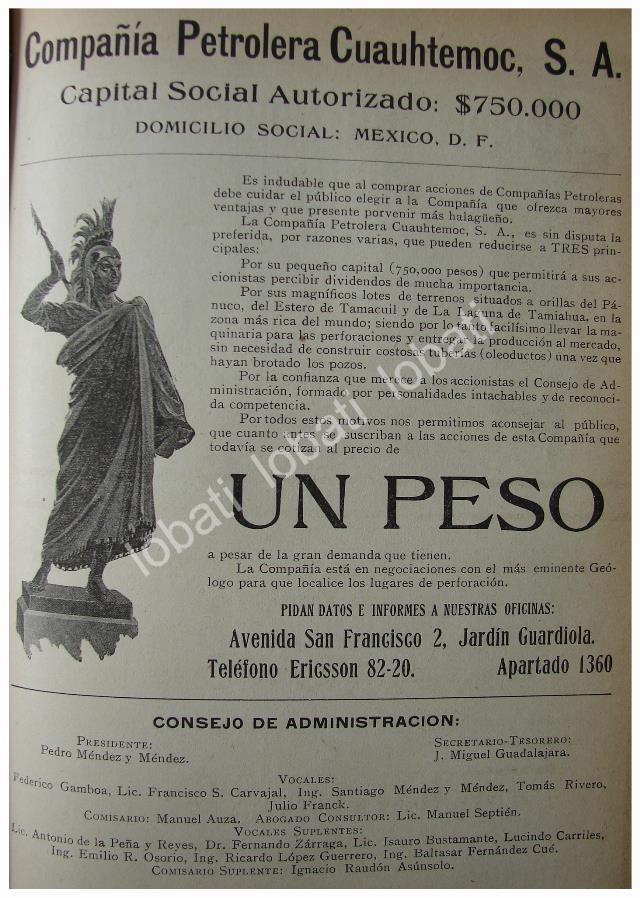 Compañía Petrolera Cuauhtemoc, S. A.
Capital Social Autorizado: $750.000
DOMICILIO SOCIAL: MEXICO, D. F.
Es indudable que al comprar acciones de Compañías Petroleras
debe cuidar el público elegir a la Compañía que ofrezca mayores
ventajas y que presente porvenir más halagüeño.
La Compañía Petrolera Cuauhtemoc, S. A., es sin disputa la
preferida, por razones varias, que pueden reducirse a TRES prin-
cipales:
Por su pequeño capital (750,000 pesos) que permitirá a sus ac-
cionistas percibir dividendos de mucha importancia.
Por sus magníficos lotes de terrenos situados a orillas del Pá-
nuco, del Estero de Tamacuil y de La Laguna de Tamiahua, en la
zona más rica del mundo; siendo por lo tanto facilísimo llevar la ma-
quinaria para las perforaciones y entregar la producción al mercado,
sin necesidad de construir costosas tuberías (oleoductos) una vez que
hayan brotado los pozos.
Por la confianza que merece a los accionistas el Consejo de Ad-
ministración, formado por personalidades intachables y de reconoci-
da competencia.
Por todos estos motivos nos permitimos aconsejar al público,
que cuanto antes se suscriban a las acciones de esta Compañía que
todavía se cotizan al precio de
UN PESO
a pesar de la gran demanda que tienen.
La Compañía está en negociaciones con el más eminente Geó-
logo para que localice los lugares de perforación.
PIDAN DATOS E INFORMES A NUESTRAS OFICINAS:
Avenida San Francisco 2, Jardín Guardiola.
Teléfono Ericsson 82-20. Apartado 1360
CONSEJO DE ADMINISTRACION:
PRESIDENTE:
Pedro Méndez y Méndez.
SECRETARIO-TESORERO:
J. Miguel Guadalajara.
VOCALES:
Federico Gamboa, Lic. Francisco S. Carvajal, Ing. Santiago Méndez y Méndez, Tomás Rivero,
Julio Franck.
COMISARIO: Manuel Auza. ABOGADO CONSULTOR: Lic. Manuel Septién.
VOCALES SUPLENTES:
Lic. Antonio de la Peña y Reyes, Dr. Fernando Zárraga, Lic. Isauro Bustamante, Lucindo Carriles,
Ing. Emilio R. Osorio, Ing. Ricardo López Guerrero, Ing. Baltasar Fernández Cué.
COMISARIO SUPLENTE: Ignacio Raudón Asúnsolo.
lobati lobati lobati